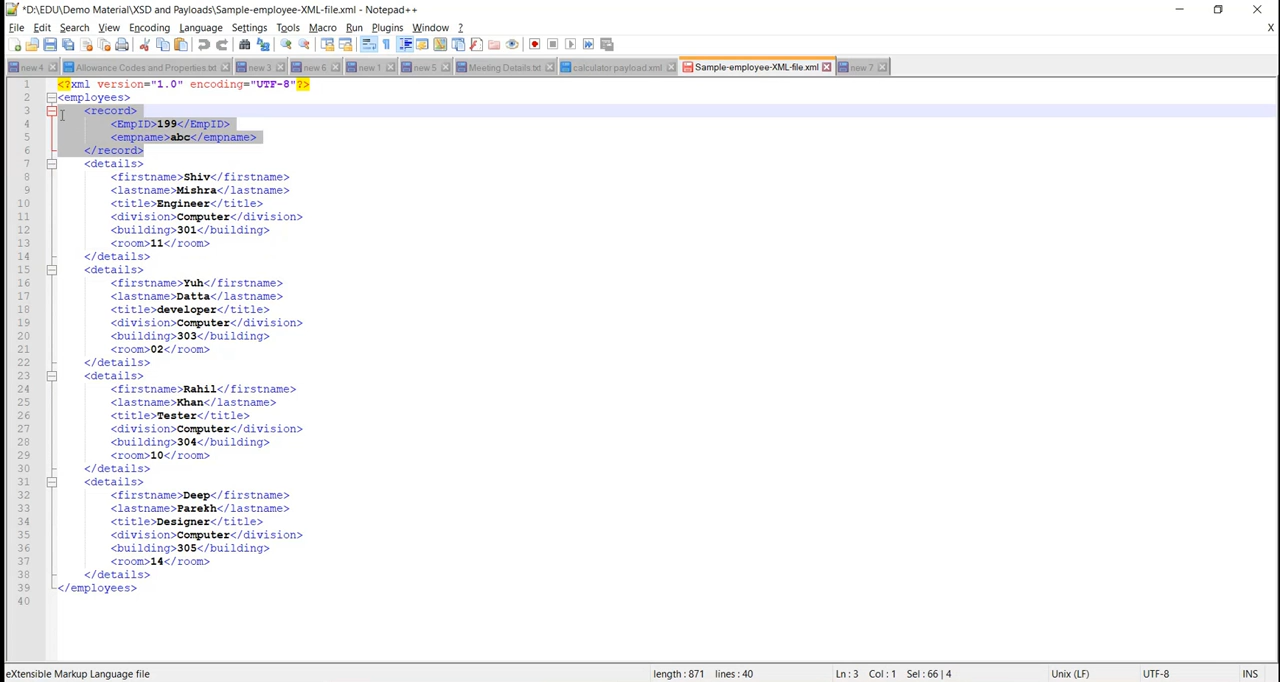 *D:\EDU\Demo Material\XSD and Payloads\Sample-employee-XML-file.xml - Notepad++
File Edit Search View Encoding Language Settings Tools Macro Run Plugins Window ? X
new 4 Allowance Codes and Properties.txt new 3 new 6 new 1 new 5 Meeting Details.txt calculator payload.xml Sample-employee-XML-file.xml new 7
1 <?xml version="1.0" encoding="UTF-8"?>
2 <employees>
3 <record>
4 <EmpID>199</EmpID>
5 <empname>abc</empname>
6 </record>
7 <details>
8 <firstname>Shiv</firstname>
9 <lastname>Mishra</lastname>
10 <title>Engineer</title>
11 <division>Computer</division>
12 <building>301</building>
13 <room>11</room>
14 </details>
15 <details>
16 <firstname>Yuh</firstname>
17 <lastname>Datta</lastname>
18 <title>developer</title>
19 <division>Computer</division>
20 <building>303</building>
21 <room>02</room>
22 </details>
23 <details>
24 <firstname>Rahil</firstname>
25 <lastname>Khan</lastname>
26 <title>Tester</title>
27 <division>Computer</division>
28 <building>304</building>
29 <room>10</room>
30 </details>
31 <details>
32 <firstname>Deep</firstname>
33 <lastname>Parekh</lastname>
34 <title>Designer</title>
35 <division>Computer</division>
36 <building>305</building>
37 <room>14</room>
38 </details>
39 </employees>
40
eXtensible Markup Language file length : 871 lines : 40 Ln : 3 Col : 1 Sel : 66 | 4 Unix (LF) UTF-8 INS